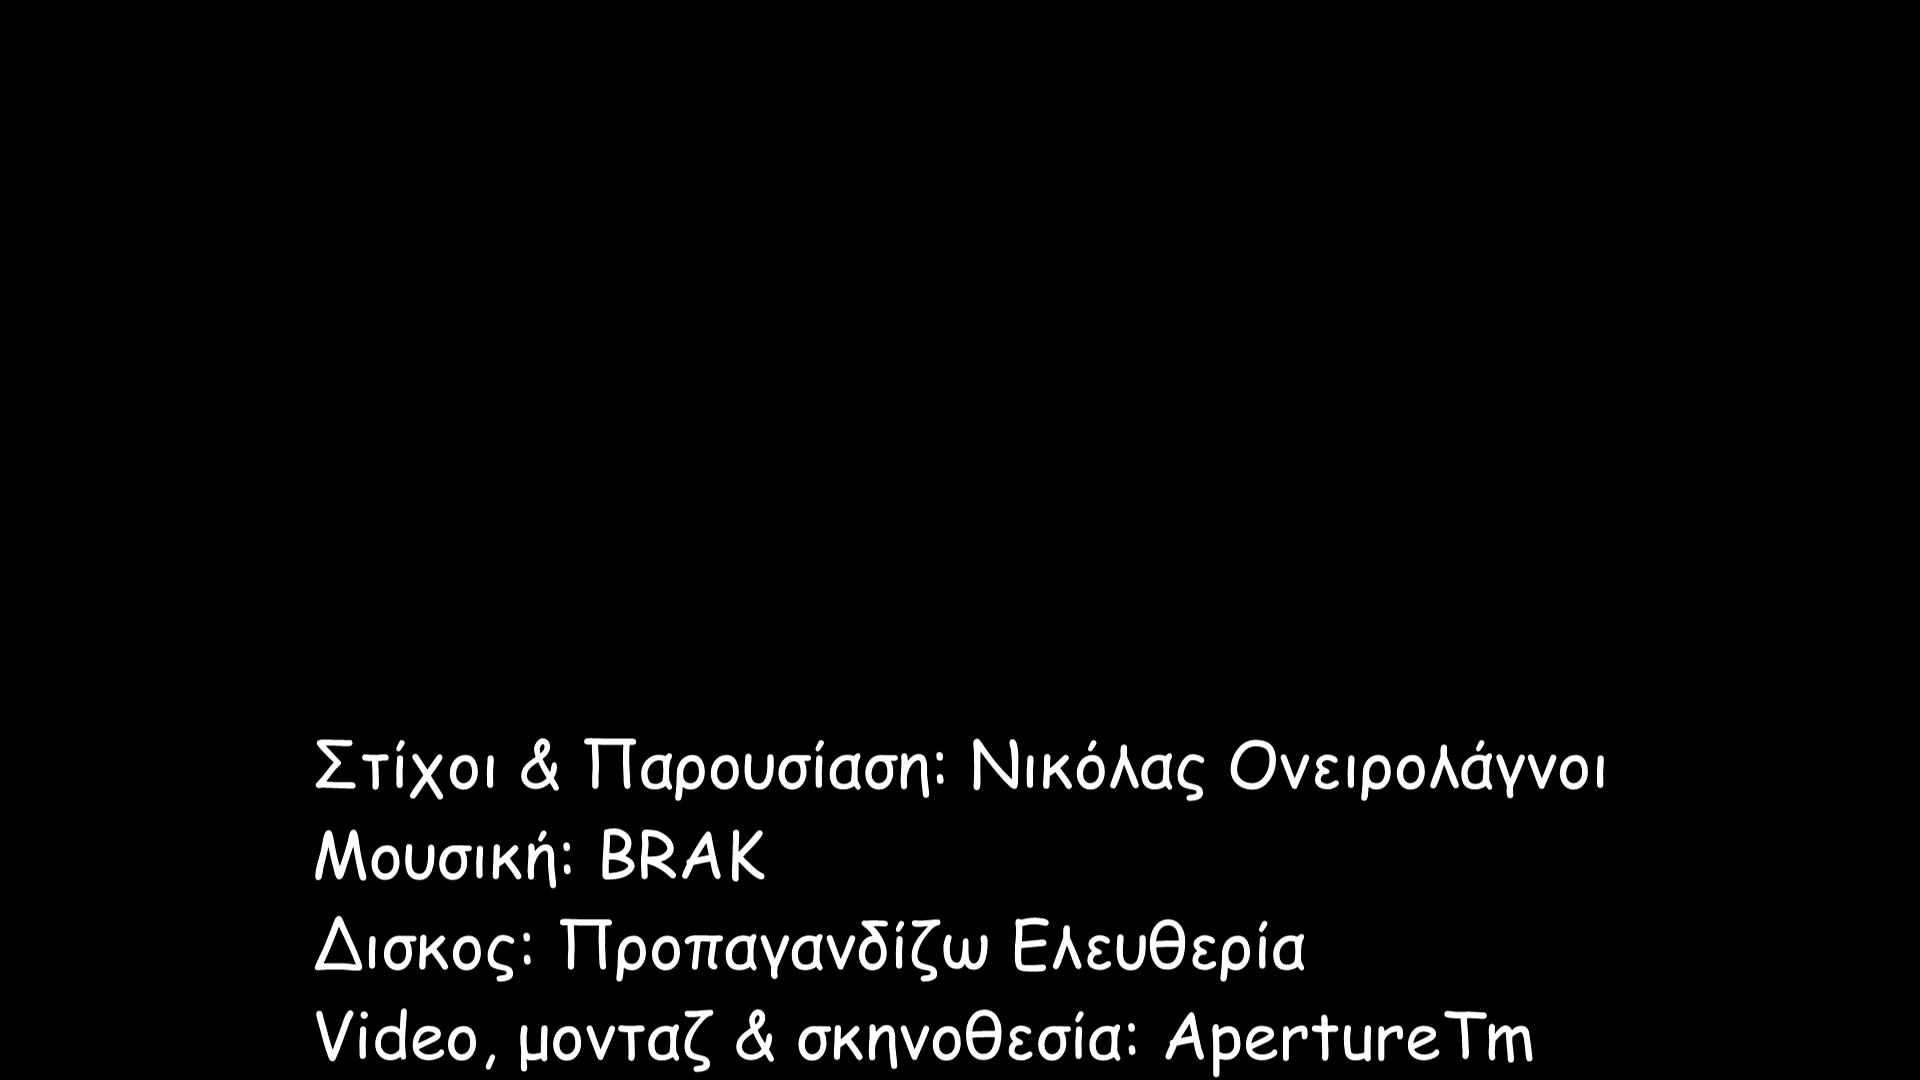 Στίχοι & Παρουσίαση: Νικόλας Ονειρολάγνοι
Μουσική: BRAK
Δισκος: Προπαγανδίζω Ελευθερία
Video, μονταζ & σκηνοθεσία: ApertureTm